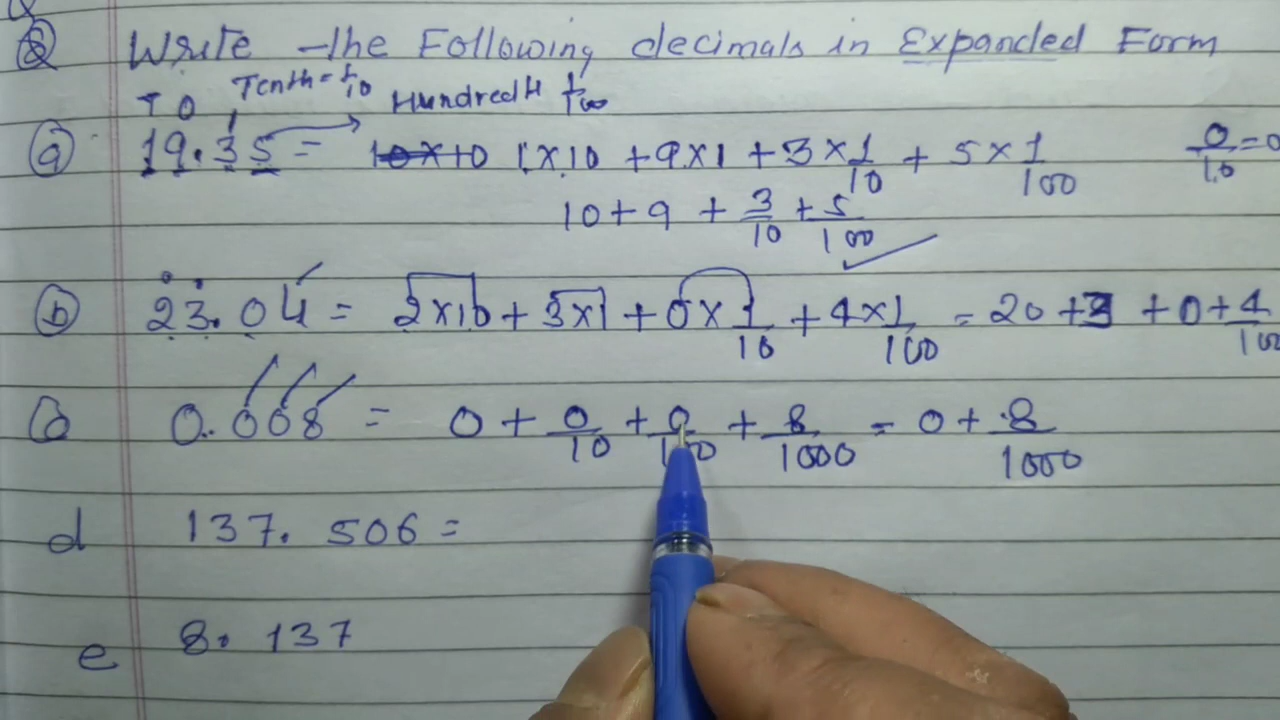 Q Write the Following decimals in Expanded Form
T O Tenth = 1/10 Hundredth 1/100
a 19.35 = 1×10 + 9×1 + 3×1/10 + 5×1/100 0/10 = 0
10 + 9 + 3/10 + 5/100
b 23.04 = 2×10 + 3×1 + 0×1/10 + 4×1/100 = 20 + 3 + 0 + 4/100
0.008 = 0 + 0/10 + 0/100 + 8/1000 = 0 + 8/1000
d 137.506 =
e 8.137